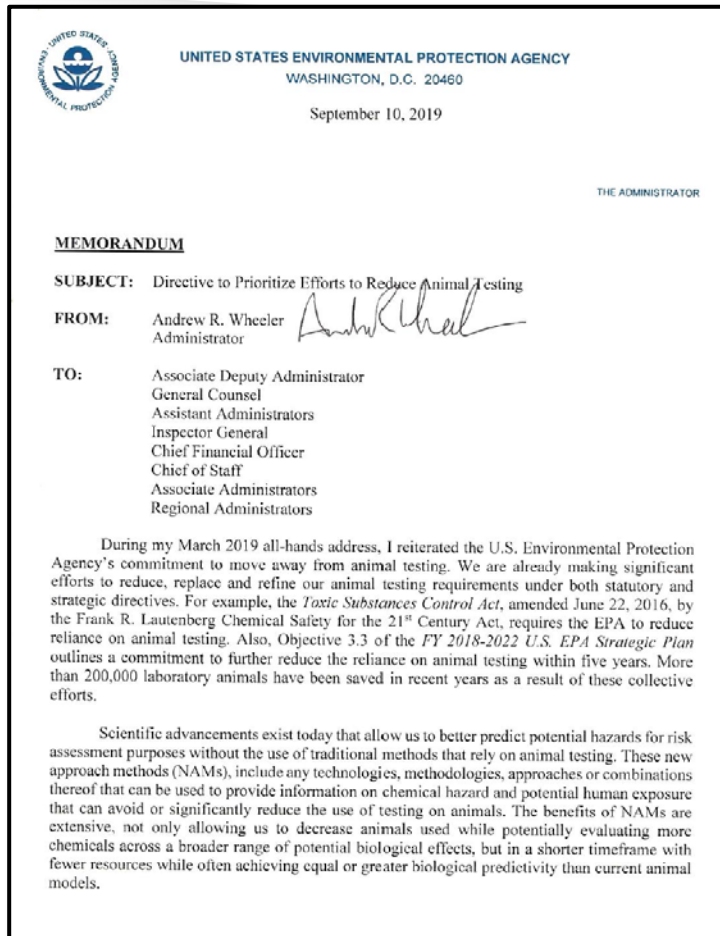 UNITED STATES
ENVIRONMENTAL PROTECTION AGENCY
UNITED STATES ENVIRONMENTAL PROTECTION AGENCY
WASHINGTON, D.C. 20460
September 10, 2019
THE ADMINISTRATOR
MEMORANDUM
SUBJECT: Directive to Prioritize Efforts to Reduce Animal Testing
FROM: Andrew R. Wheeler
Administrator
TO: Associate Deputy Administrator
General Counsel
Assistant Administrators
Inspector General
Chief Financial Officer
Chief of Staff
Associate Administrators
Regional Administrators
During my March 2019 all-hands address, I reiterated the U.S. Environmental Protection
Agency's commitment to move away from animal testing. We are already making significant
efforts to reduce, replace and refine our animal testing requirements under both statutory and
strategic directives. For example, the Toxic Substances Control Act, amended June 22, 2016, by
the Frank R. Lautenberg Chemical Safety for the 21st Century Act, requires the EPA to reduce
reliance on animal testing. Also, Objective 3.3 of the FY 2018-2022 U.S. EPA Strategic Plan
outlines a commitment to further reduce the reliance on animal testing within five years. More
than 200,000 laboratory animals have been saved in recent years as a result of these collective
efforts.
Scientific advancements exist today that allow us to better predict potential hazards for risk
assessment purposes without the use of traditional methods that rely on animal testing. These new
approach methods (NAMs), include any technologies, methodologies, approaches or combinations
thereof that can be used to provide information on chemical hazard and potential human exposure
that can avoid or significantly reduce the use of testing on animals. The benefits of NAMs are
extensive, not only allowing us to decrease animals used while potentially evaluating more
chemicals across a broader range of potential biological effects, but in a shorter timeframe with
fewer resources while often achieving equal or greater biological predictivity than current animal
models.